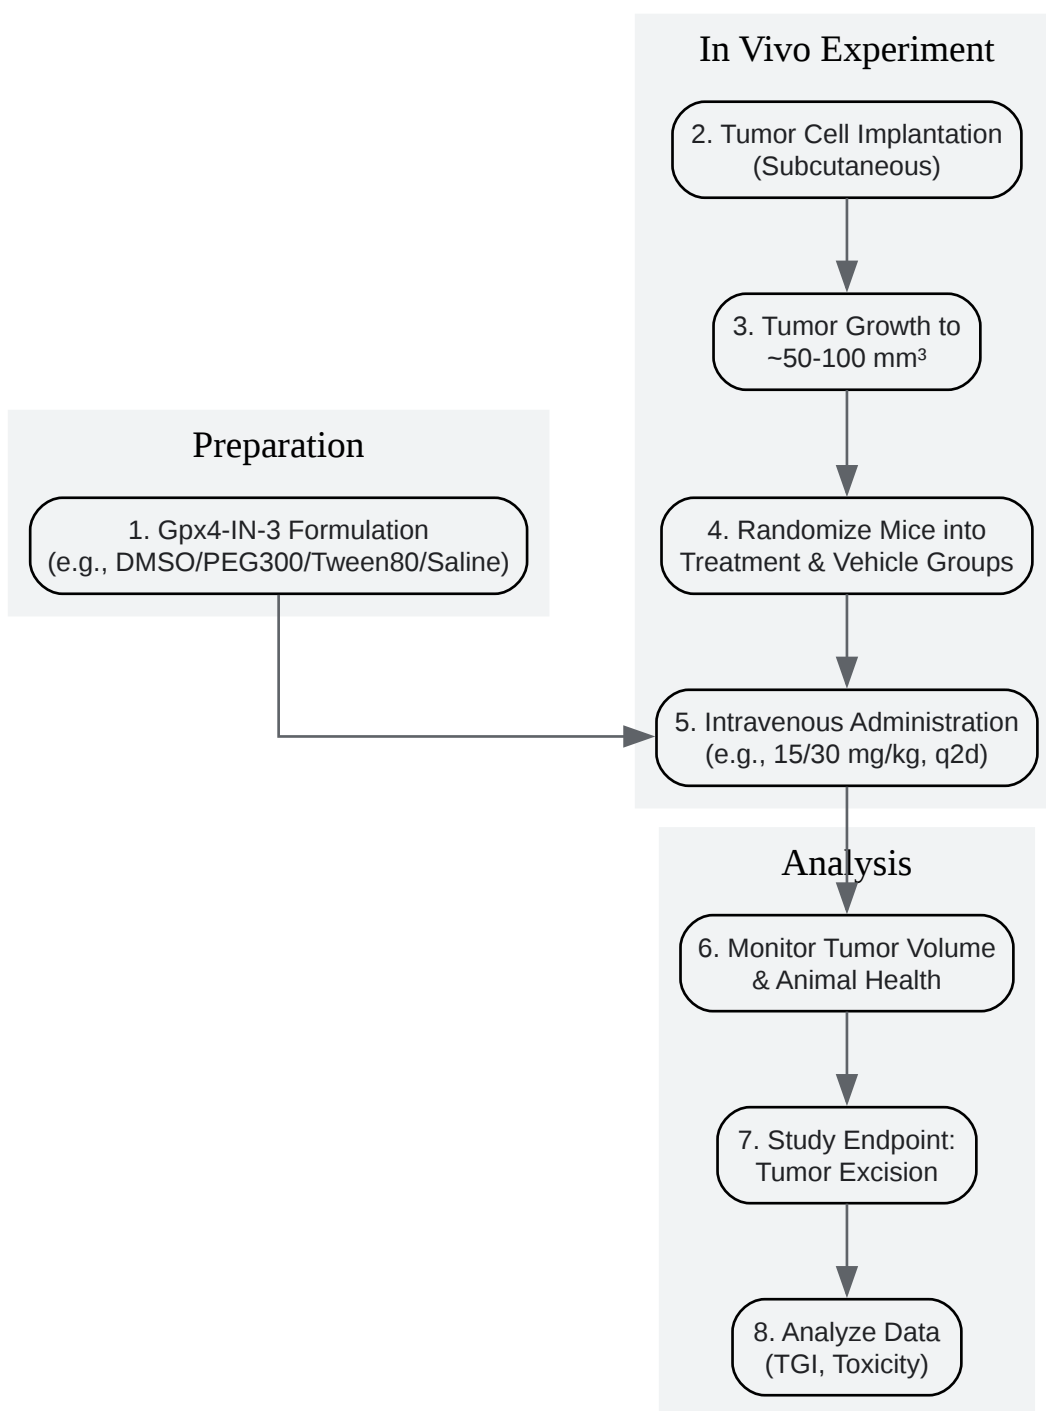 In Vivo Experiment
2. Tumor Cell Implantation
(Subcutaneous)
3. Tumor Growth to
~50-100 mm³
Preparation
1. Gpx4-IN-3 Formulation
(e.g., DMSO/PEG300/Tween80/Saline)
4. Randomize Mice into
Treatment & Vehicle Groups
5. Intravenous Administration
(e.g., 15/30 mg/kg, q2d)
Analysis
6. Monitor Tumor Volume
& Animal Health
7. Study Endpoint:
Tumor Excision
8. Analyze Data
(TGI, Toxicity)